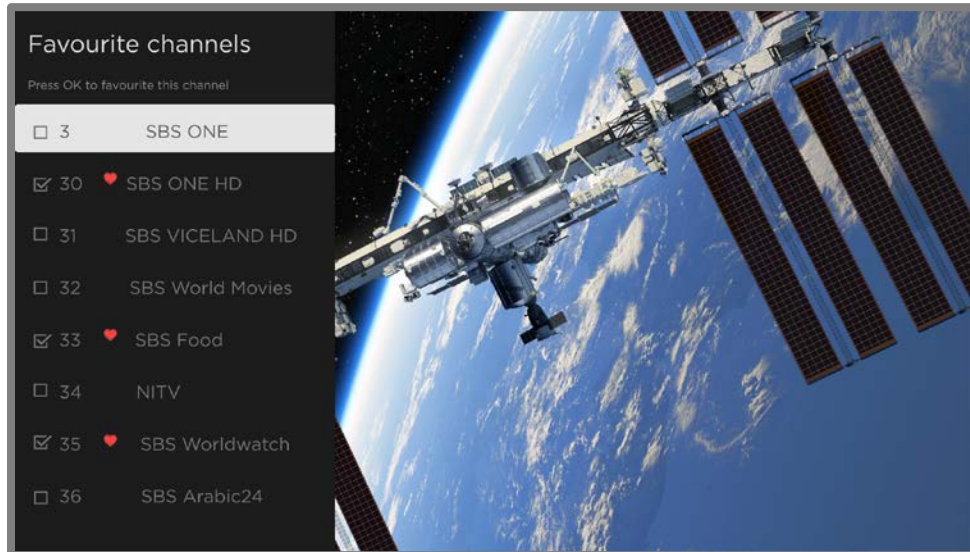 Favourite channels
Press OK to favourite this channel
3 SBS ONE
30 SBS ONE HD
31 SBS VICELAND HD
32 SBS World Movies
33 SBS Food
34 NITV
35 SBS Worldwatch
36 SBS Arabic24